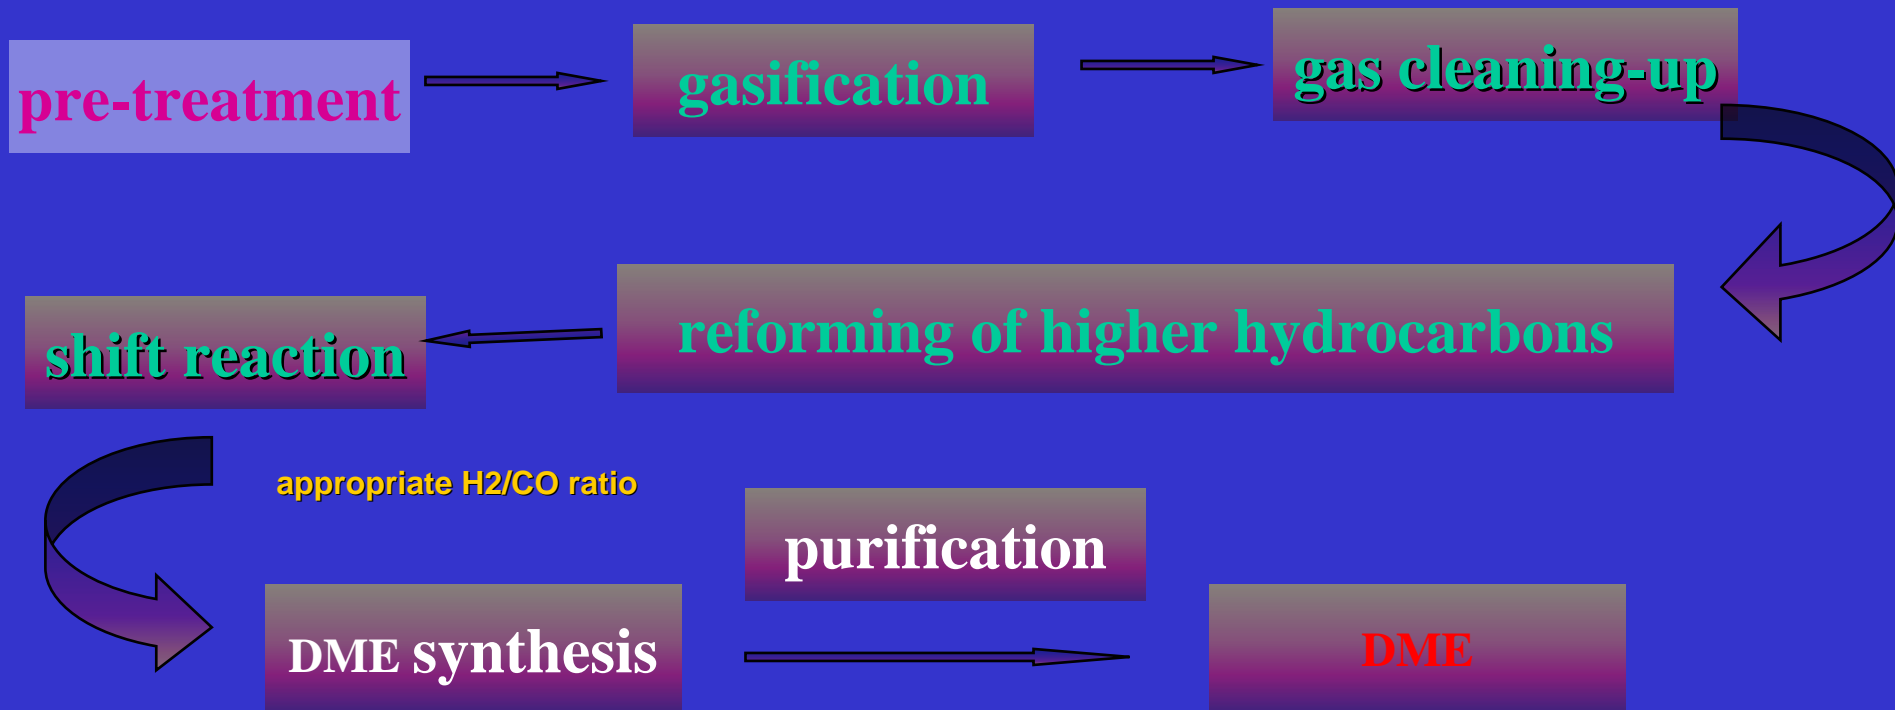 pre-treatment
gasification
gas cleaning-up
reforming of higher hydrocarbons
shift reaction
appropriate H2/CO ratio
purification
DME synthesis
DME